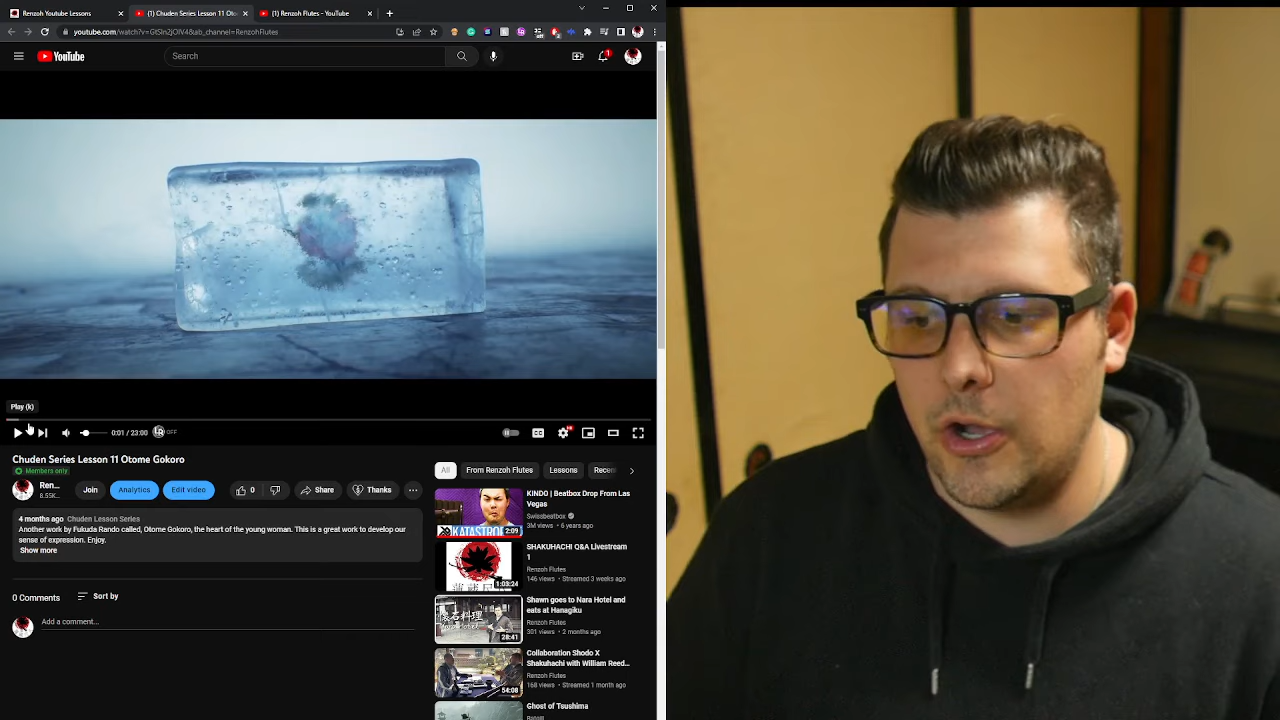 Renzoh Youtube Lessons
(1) Chuden Series Lesson 11 Oto
(1) Renzoh Flutes - YouTube
youtube.com/watch?v=GtSIn2jOIV4&ab_channel=RenzohFlutes
YouTube
Search
1
Play (k)
0:01 / 23:00
OFF
CC
Chuden Series Lesson 11 Otome Gokoro
Members only
Ren...
8.55K...
Join
Analytics
Edit video
0
Share
Thanks
4 months ago Chuden Lesson Series
Another work by Fukuda Rando called, Otome Gokoro, the heart of the young woman. This is a great work to develop our
sense of expression. Enjoy.
Show more
0 Comments
Sort by
Add a comment...
All
From Renzoh Flutes
Lessons
Recen
KATASTROF
2:09
KINDO | Beatbox Drop From Las
Vegas
Swissbeatbox
3M views • 6 years ago
1:03:24
SHAKUHACHI Q&A Livestream
1
Renzoh Flutes
146 views • Streamed 3 weeks ago
懐石料理
28:41
Shawn goes to Nara Hotel and
eats at Hanagiku
Renzoh Flutes
301 views • 2 months ago
54:08
Collaboration Shodo X
Shakuhachi with William Reed...
Renzoh Flutes
168 views • Streamed 1 month ago
Ghost of Tsushima